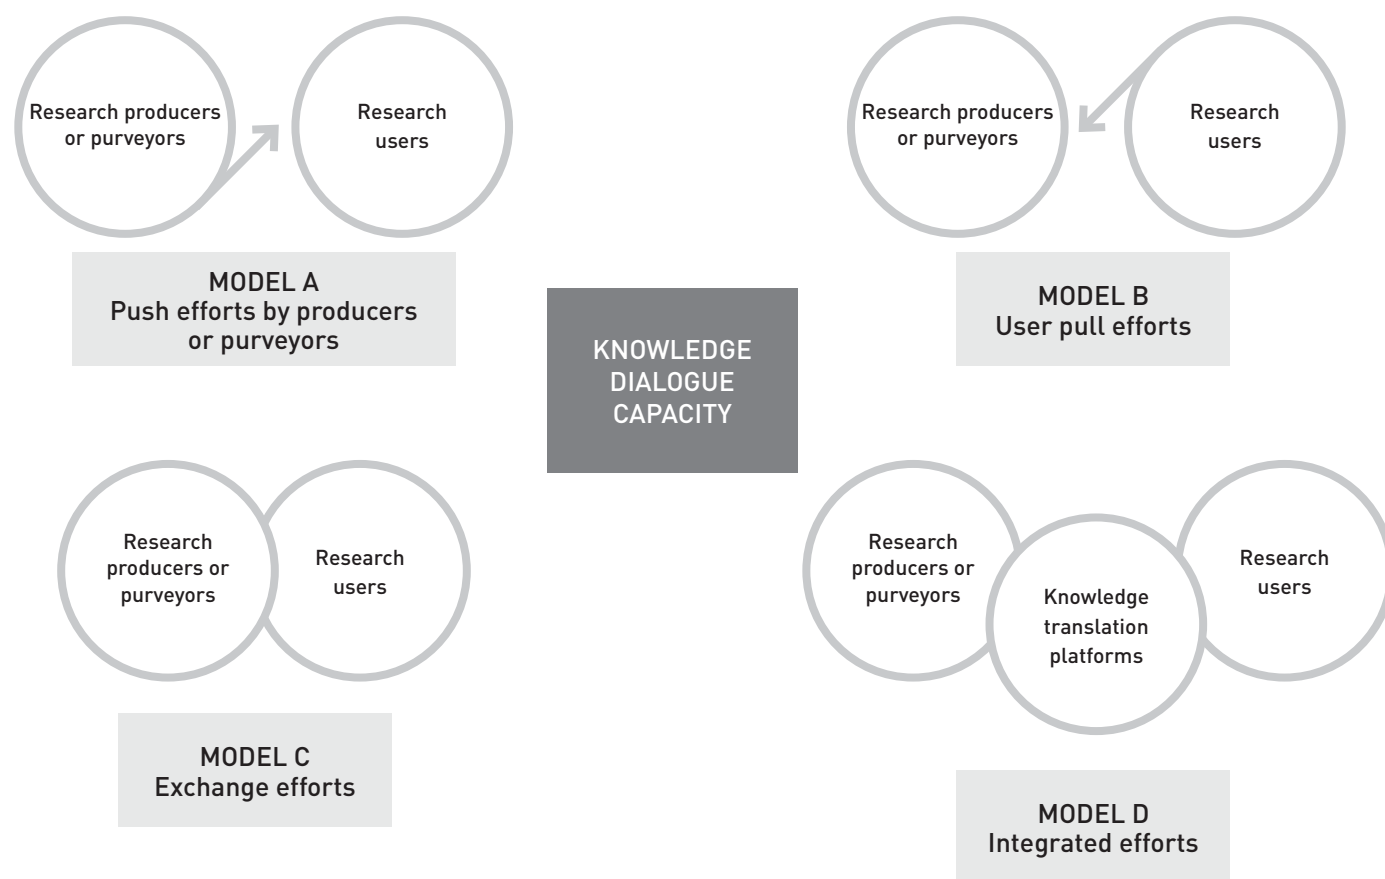 Research producers
or purveyors
Research
users
MODEL A
Push efforts by producers
or purveyors
Research producers
or purveyors
Research
users
MODEL B
User pull efforts
KNOWLEDGE
DIALOGUE
CAPACITY
Research
producers or
purveyors
Research
users
MODEL C
Exchange efforts
Research
producers or
purveyors
Knowledge
translation
platforms
Research
users
MODEL D
Integrated efforts